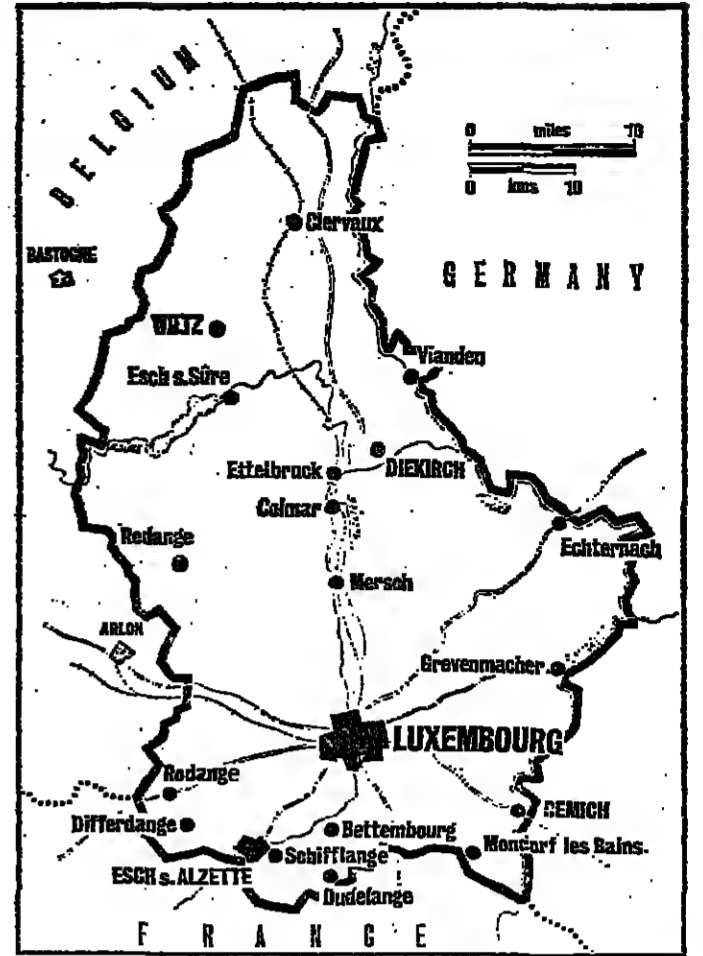 BELGIUM
0 miles 10
0 kms 10
Clervaux
BASTOGNE
GERMANY
WILTZ
Vianden
Esch s. Sûre
Ettelbruck
DIEKIRCH
Colmar
Redange
Echternach
Mersch
ARLON
Grevenmacher
LUXEMBOURG
Rodange
REMICH
Differdange
Bettembourg
Mondorf les Bains.
Schifflange
ESCH s. ALZETTE
Dudelange
FRANCE